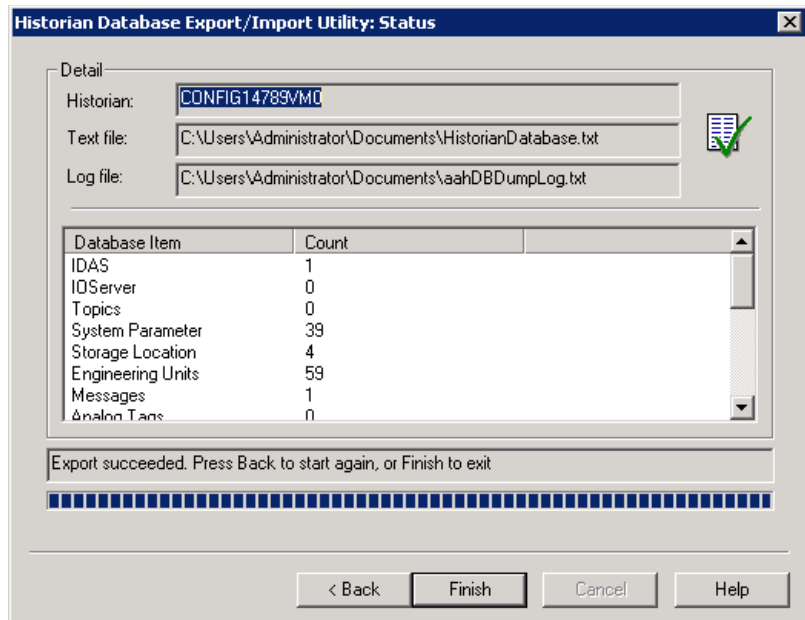 Historian Database Export/Import Utility: Status
Detail
Historian: CONFIG14789VM0
Text file: C:\Users\Administrator\Documents\HistorianDatabase.txt
Log file: C:\Users\Administrator\Documents\aahDBDumpLog.txt
Database Item Count
IDAS 1
IOServer 0
Topics 0
System Parameter 39
Storage Location 4
Engineering Units 59
Messages 1
Analog Tags 0
Export succeeded. Press Back to start again, or Finish to exit
< Back Finish Cancel Help